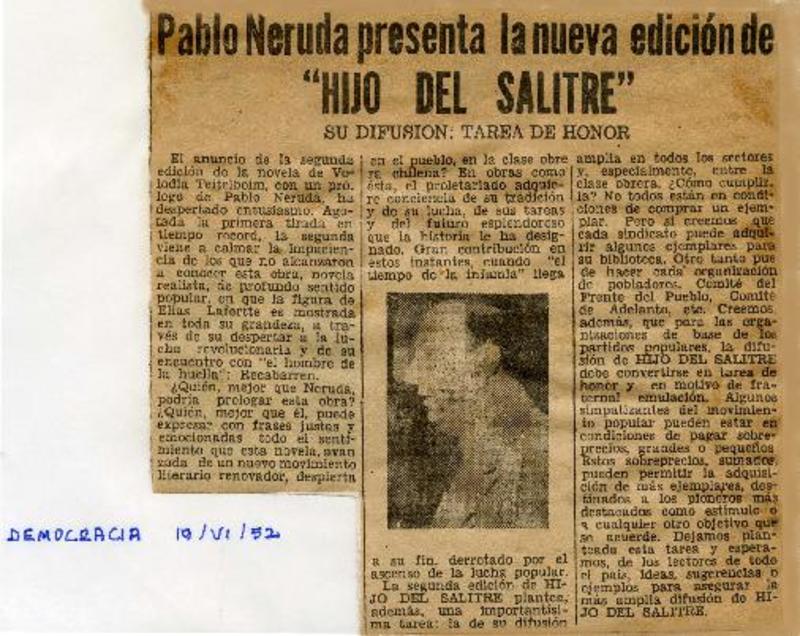 Pablo Neruda presenta la nueva edición de
"HIJO DEL SALITRE"
SU DIFUSION: TAREA DE HONOR
El anuncio de la segunda
edición de la novela de Vo-
lodia Teitelboim, con un pró-
logo de Pablo Neruda, ha
despertado entusiasmo. Ago-
tada la primera tirada en
tiempo record, la segunda
viene a calmar la impacien-
cia de los que no alcanzaron
a conocer esta obra, novela
realista, de profundo sentido
popular, en que la figura de
Elías Lafertte es mostrada
en toda su grandeza, a tra-
vés de su despertar a la lu-
cha revolucionaria y de su
encuentro con "el hombre de
la huella": Recabarren.
¿Quién, mejor que Neruda,
podría prologar esta obra?
¿Quién, mejor que él, puede
expresar con frases justas y
emocionadas todo el senti-
miento que esta novela, avan
zada de un nuevo movimiento
literario renovador, despierta
en el pueblo, en la clase obre
ra chilena? En obras como
ésta, el proletariado adquie-
re conciencia de su tradición
y de su lucha, de sus tareas
y del futuro esplendoroso
que la historia le ha desig-
nado. Gran contribución en
estos instantes, cuando "el
tiempo de la infamia" llega
a su fin, derrotado por el
ascenso de la lucha popular.
La segunda edición de HI-
JO DEL SALITRE plantea,
además, una importantísi-
ma tarea: la de su difusión
amplia en todos los sectores
y, especialmente, entre la
clase obrera. ¿Cómo cumplir-
la? No todos están en condi-
ciones de comprar un ejem-
plar. Pero sí creemos que
cada sindicato puede adqui-
rir algunos ejemplares para
su biblioteca. Otro tanto pue-
de hacer cada organización
de pobladores, Comité del
Frente del Pueblo, Comité
de Adelanto, etc. Creemos,
además, que para las orga-
nizaciones de base de los
partidos populares, la difu-
sión de HIJO DEL SALITRE
debe convertirse en tarea de
honor y en motivo de fra-
ternal emulación. Algunos
simpatizantes del movimien-
to popular pueden estar en
condiciones de pagar sobre-
precios, grandes o pequeños
Estos sobreprecios, sumados,
pueden permitir la adquisi-
ción de más ejemplares, des-
tinados a los pioneros más
destacados como estímulo o
a cualquier otro objetivo que
se acuerde. Dejamos plan-
teada esta tarea y espera-
mos, de los lectores de todo
el país, ideas, sugerencias o
ejemplos para asegurar la
más amplia difusión de HI-
JO DEL SALITRE.
DEMOCRACIA 19/VI/52